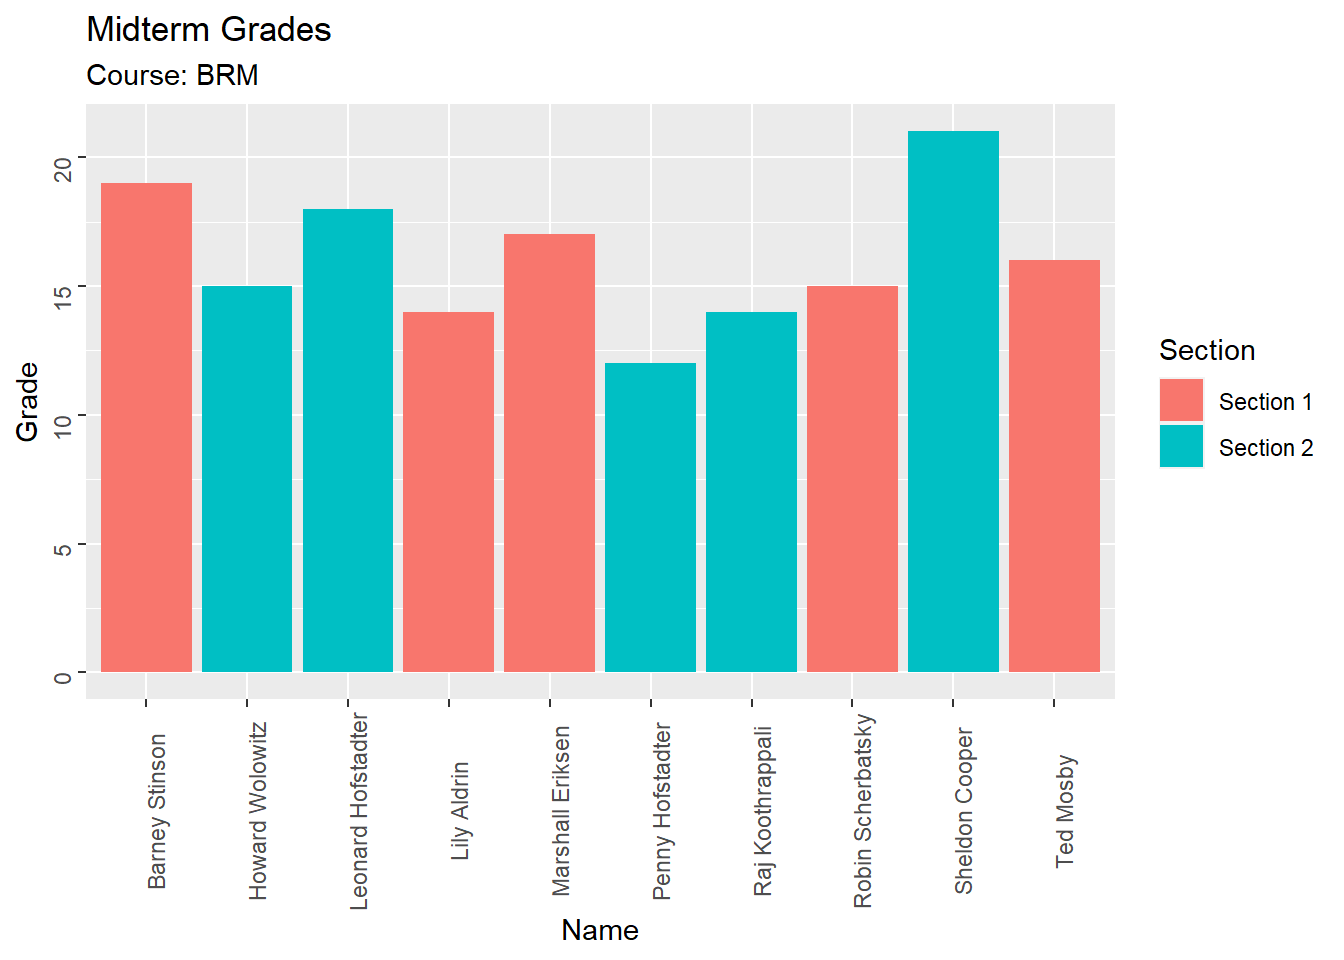 Midterm Grades
Course: BRM
Grade
20
15
10
5
0
Barney Stinson
Howard Wolowitz
Leonard Hofstadter
Lily Aldrin
Marshall Eriksen
Penny Hofstadter
Raj Koothrappali
Robin Scherbatsky
Sheldon Cooper
Ted Mosby
Name
Section
Section 1
Section 2